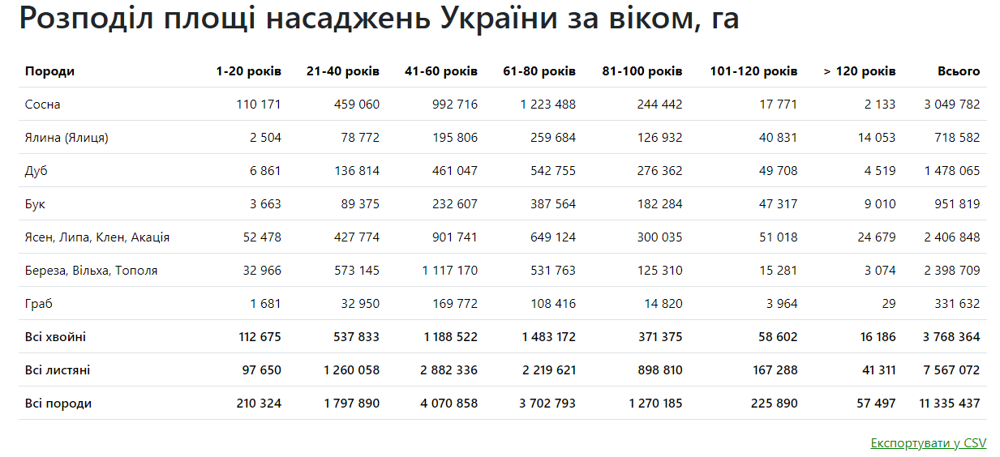 Розподіл площі насаджень України за віком, га
Породи 1-20 років 21-40 років 41-60 років 61-80 років 81-100 років 101-120 років > 120 років Всього
Сосна 110 171 459 060 992 716 1 223 488 244 442 17 771 2 133 3 049 782
Ялина (Ялиця) 2 504 78 772 195 806 259 684 126 932 40 831 14 053 718 582
Дуб 6 861 136 814 461 047 542 755 276 362 49 708 4 519 1 478 065
Бук 3 663 89 375 232 607 387 564 182 284 47 317 9 010 951 819
Ясен, Липа, Клен, Акація 52 478 427 774 901 741 649 124 300 035 51 018 24 679 2 406 848
Береза, Вільха, Тополя 32 966 573 145 1 117 170 531 763 125 310 15 281 3 074 2 398 709
Граб 1 681 32 950 169 772 108 416 14 820 3 964 29 331 632
Всі хвойні 112 675 537 833 1 188 522 1 483 172 371 375 58 602 16 186 3 768 364
Всі листяні 97 650 1 260 058 2 882 336 2 219 621 898 810 167 288 41 311 7 567 072
Всі породи 210 324 1 797 890 4 070 858 3 702 793 1 270 185 225 890 57 497 11 335 437
Експортувати у CSV